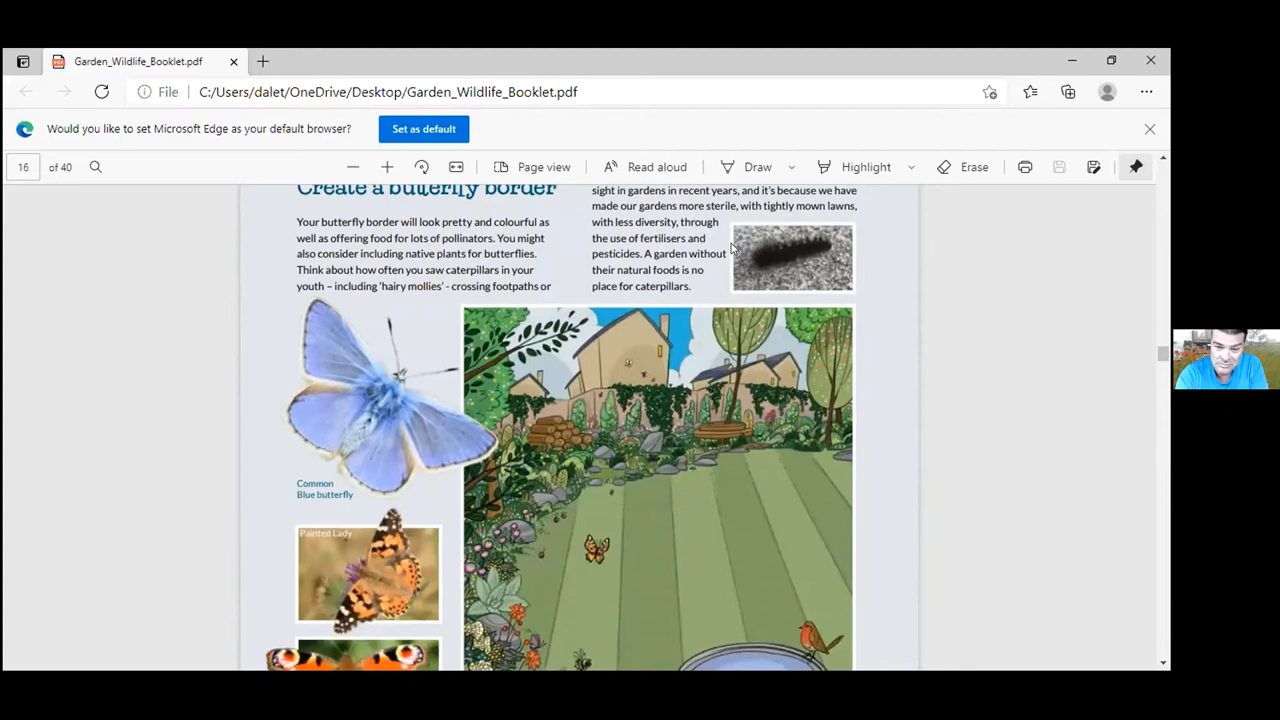 Garden_Wildlife_Booklet.pdf
File
C:/Users/dalet/OneDrive/Desktop/Garden_Wildlife_Booklet.pdf
Would you like to set Microsoft Edge as your default browser?
Set as default
16
of 40
Page view
Read aloud
Draw
Highlight
Erase
Create a butterfly border
Your butterfly border will look pretty and colourful as
well as offering food for lots of pollinators. You might
also consider including native plants for butterflies.
Think about how often you saw caterpillars in your
youth – including 'hairy mollies' - crossing footpaths or
sight in gardens in recent years, and it's because we have
made our gardens more sterile, with tightly mown lawns,
with less diversity, through
the use of fertilisers and
pesticides. A garden without
their natural foods is no
place for caterpillars.
Common
Blue butterfly
Painted Lady